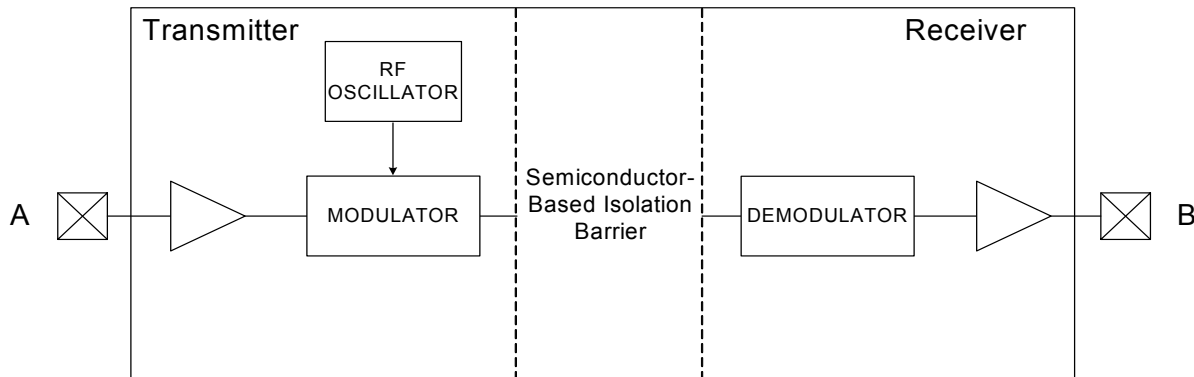 Transmitter
Receiver
RF
OSCILLATOR
A
MODULATOR
Semiconductor-
Based Isolation
Barrier
DEMODULATOR
B